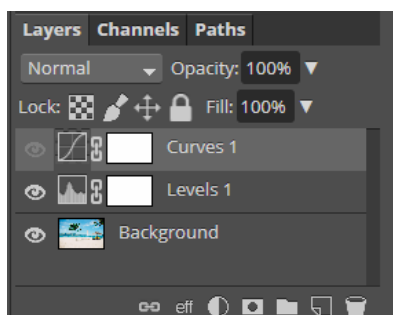 Layers Channels Paths
Normal Opacity: 100%
Lock: Fill: 100%
Curves 1
Levels 1
Background
eff